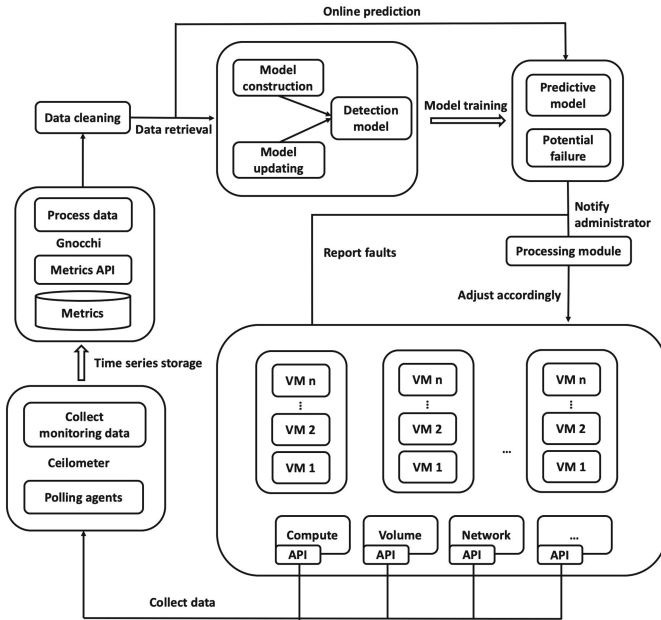 Online prediction
Model
construction
Detection
model
Model
updating
Model training
Predictive
model
Potential
failure
Data cleaning
Data retrieval
Process data
Gnocchi
Metrics API
Metrics
Notify
administrator
Report faults
Processing module
Adjust accordingly
Time series storage
Collect
monitoring data
Ceilometer
Polling agents
VM n
⋮
VM 2
VM 1
VM n
⋮
VM 2
VM 1
...
VM n
⋮
VM 2
VM 1
Compute
API
Volume
API
Network
API
...
API
Collect data